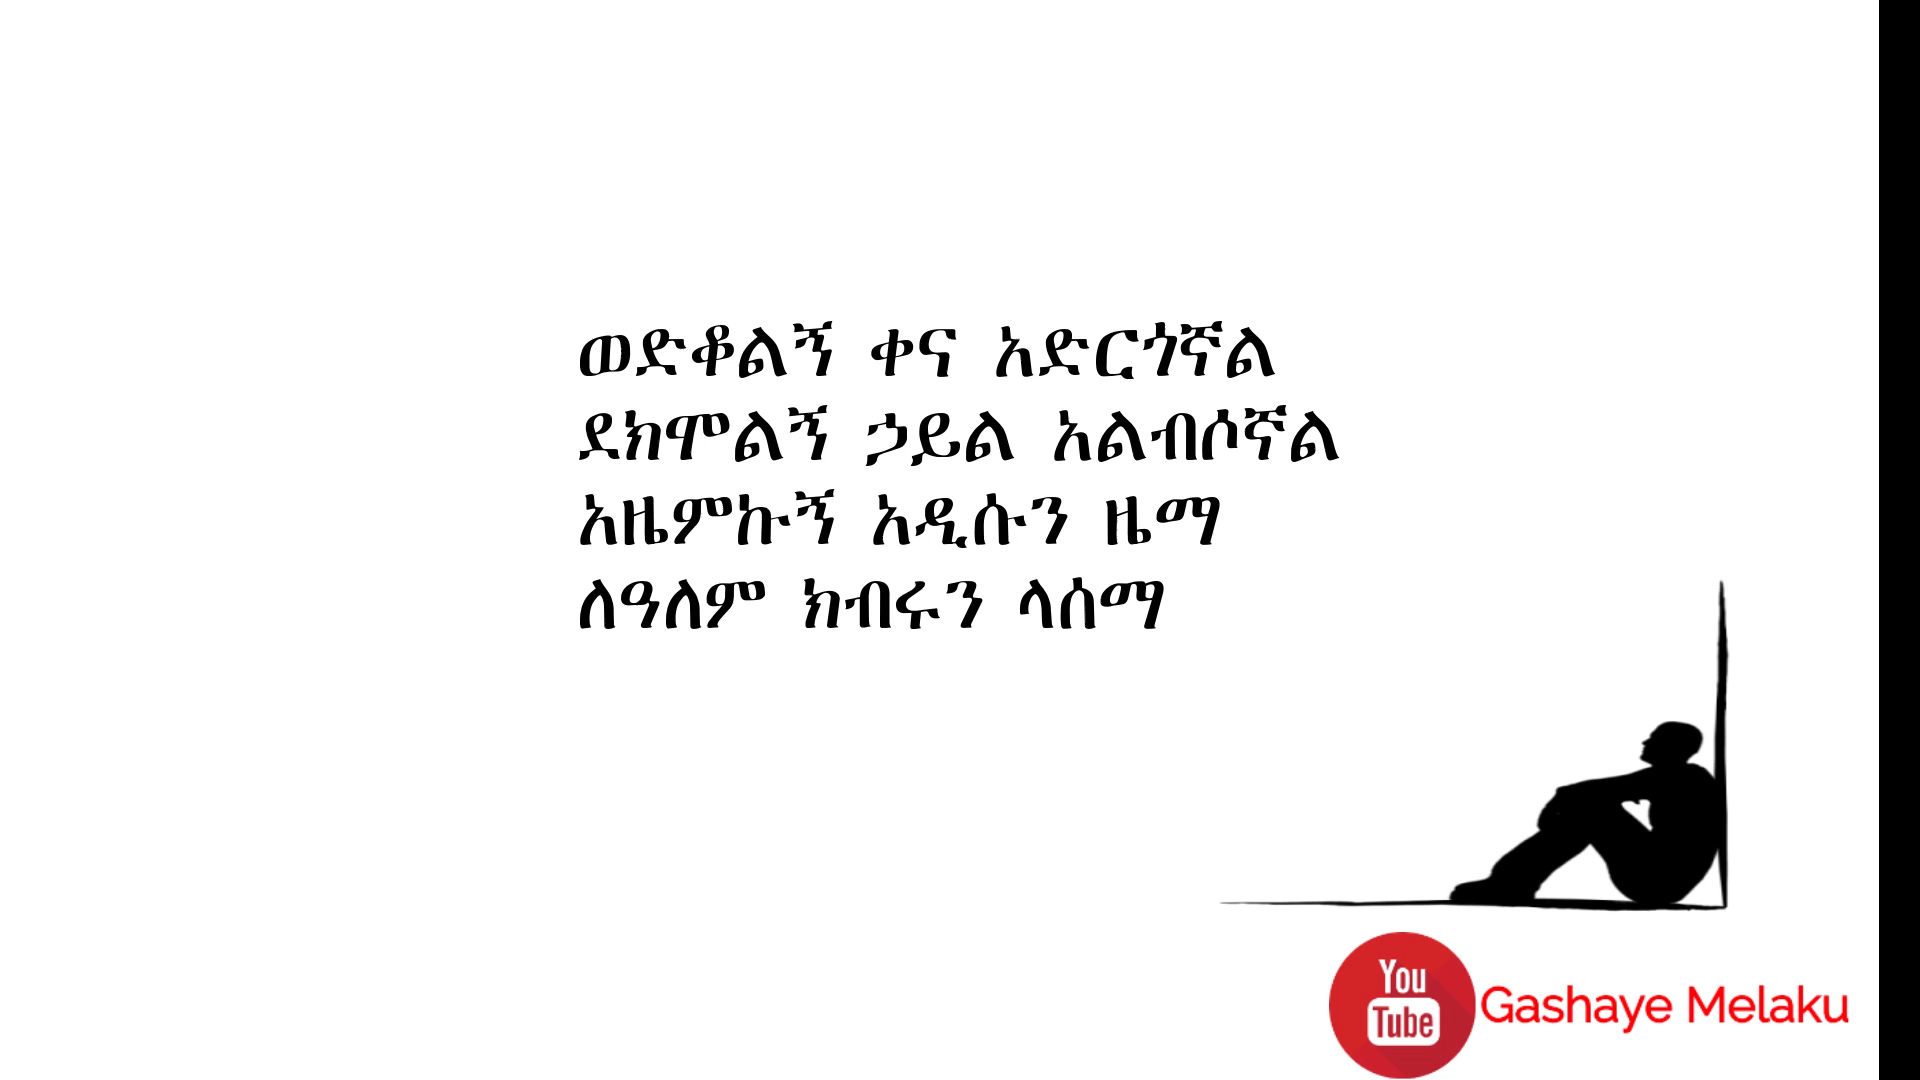 ወድቆልኝ ቀና አድርጎኛል
ደክሞልኝ ኃይል አልብሶኛል
አዜምኩኝ አዲሱን ዜማ
ለዓለም ክብሩን ላሰማ
You
Tube
Gashaye Melaku